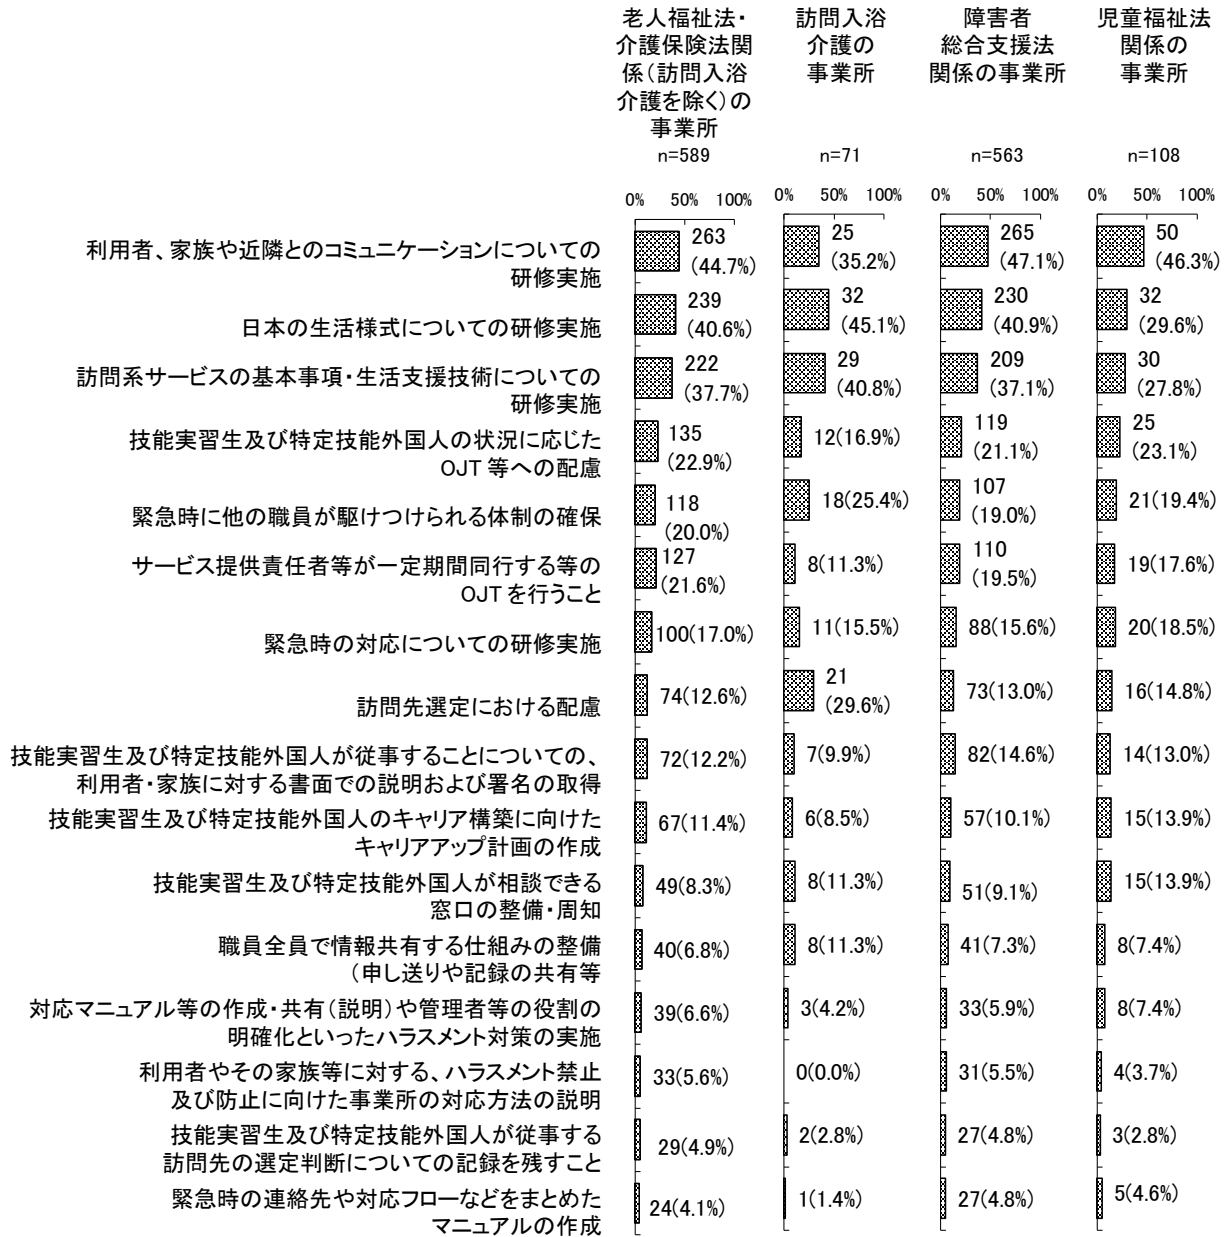 老人福祉法・
介護保険法関
係（訪問入浴
介護を除く）の
事業所
n=589
訪問入浴
介護の
事業所
n=71
障害者
総合支援法
関係の事業所
n=563
児童福祉法
関係の
事業所
n=108
0% 50% 100% 0% 50% 100% 0% 50% 100% 0% 50% 100%
利用者、家族や近隣とのコミュニケーションについての
研修実施
263
(44.7%)
25
(35.2%)
265
(47.1%)
50
(46.3%)
日本の生活様式についての研修実施
239
(40.6%)
32
(45.1%)
230
(40.9%)
32
(29.6%)
訪問系サービスの基本事項・生活支援技術についての
研修実施
222
(37.7%)
29
(40.8%)
209
(37.1%)
30
(27.8%)
技能実習生及び特定技能外国人の状況に応じた
OJT 等への配慮
135
(22.9%)
12(16.9%)
119
(21.1%)
25
(23.1%)
緊急時に他の職員が駆けつけられる体制の確保
118
(20.0%)
18(25.4%)
107
(19.0%)
21(19.4%)
サービス提供責任者等が一定期間同行する等の
OJT を行うこと
127
(21.6%)
8(11.3%)
110
(19.5%)
19(17.6%)
緊急時の対応についての研修実施
100(17.0%)
11(15.5%)
88(15.6%)
20(18.5%)
訪問先選定における配慮
74(12.6%)
21
(29.6%)
73(13.0%)
16(14.8%)
技能実習生及び特定技能外国人が従事することについての、
利用者・家族に対する書面での説明および署名の取得
72(12.2%)
7(9.9%)
82(14.6%)
14(13.0%)
技能実習生及び特定技能外国人のキャリア構築に向けた
キャリアアップ計画の作成
67(11.4%)
6(8.5%)
57(10.1%)
15(13.9%)
技能実習生及び特定技能外国人が相談できる
窓口の整備・周知
49(8.3%)
8(11.3%)
51(9.1%)
15(13.9%)
職員全員で情報共有する仕組みの整備
（申し送りや記録の共有等
40(6.8%)
8(11.3%)
41(7.3%)
8(7.4%)
対応マニュアル等の作成・共有（説明）や管理者等の役割の
明確化といったハラスメント対策の実施
39(6.6%)
3(4.2%)
33(5.9%)
8(7.4%)
利用者やその家族等に対する、ハラスメント禁止
及び防止に向けた事業所の対応方法の説明
33(5.6%)
0(0.0%)
31(5.5%)
4(3.7%)
技能実習生及び特定技能外国人が従事する
訪問先の選定判断についての記録を残すこと
29(4.9%)
2(2.8%)
27(4.8%)
3(2.8%)
緊急時の連絡先や対応フローなどをまとめた
マニュアルの作成
24(4.1%)
1(1.4%)
27(4.8%)
5(4.6%)